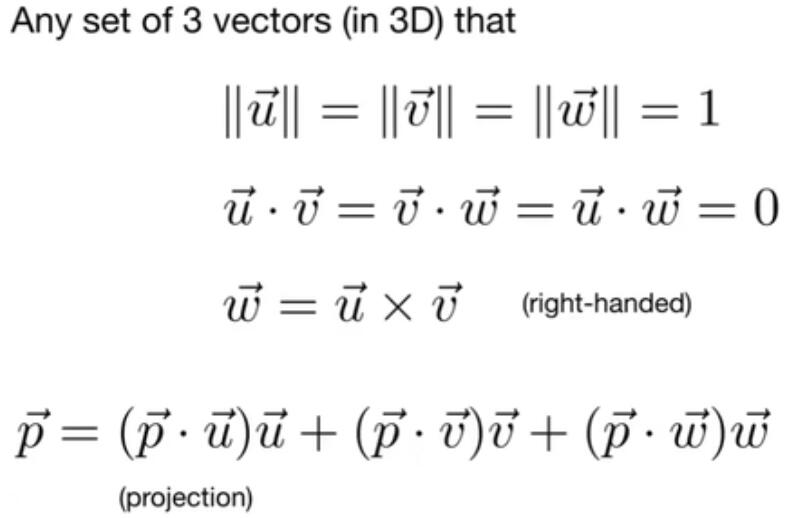 Any set of 3 vectors (in 3D) that
‖u⃗‖ = ‖v⃗‖ = ‖w⃗‖ = 1
u⃗ · v⃗ = v⃗ · w⃗ = u⃗ · w⃗ = 0
w⃗ = u⃗ × v⃗ (right-handed)
p⃗ = (p⃗ · u⃗)u⃗ + (p⃗ · v⃗)v⃗ + (p⃗ · w⃗)w⃗
(projection)